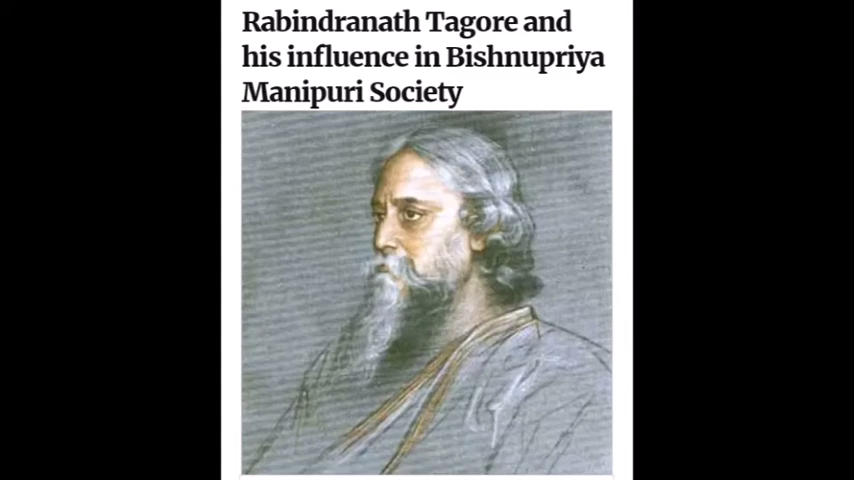 Rabindranath Tagore and
his influence in Bishnupriya
Manipuri Society